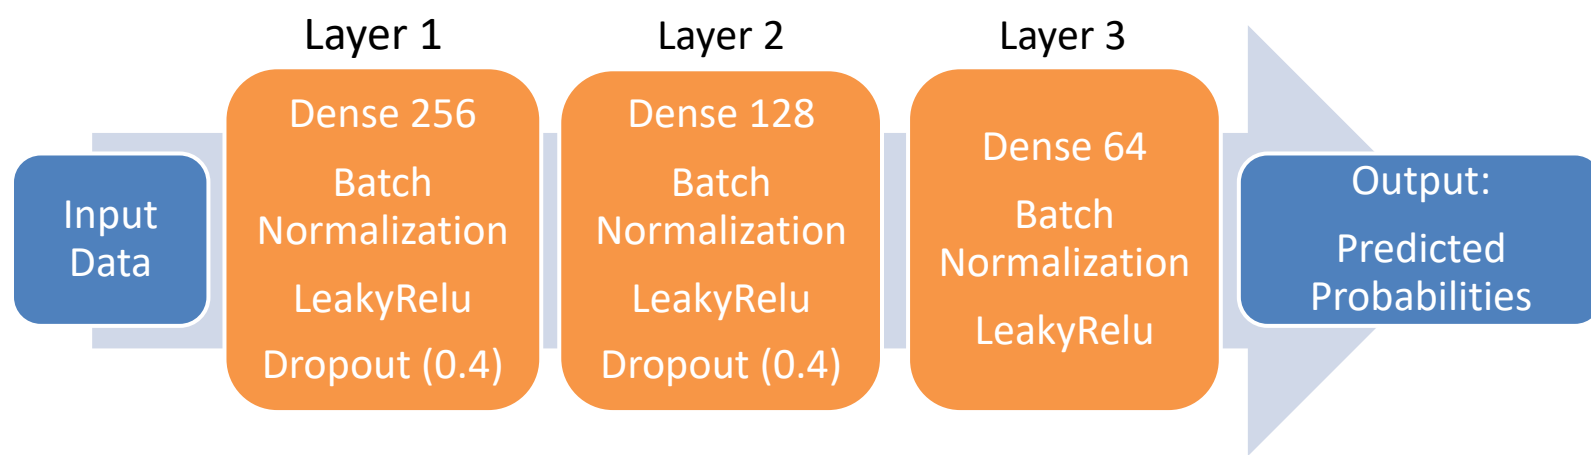 Layer 1
Layer 2
Layer 3
Input
Data
Dense 256
Batch
Normalization
LeakyRelu
Dropout (0.4)
Dense 128
Batch
Normalization
LeakyRelu
Dropout (0.4)
Dense 64
Batch
Normalization
LeakyRelu
Output:
Predicted
Probabilities